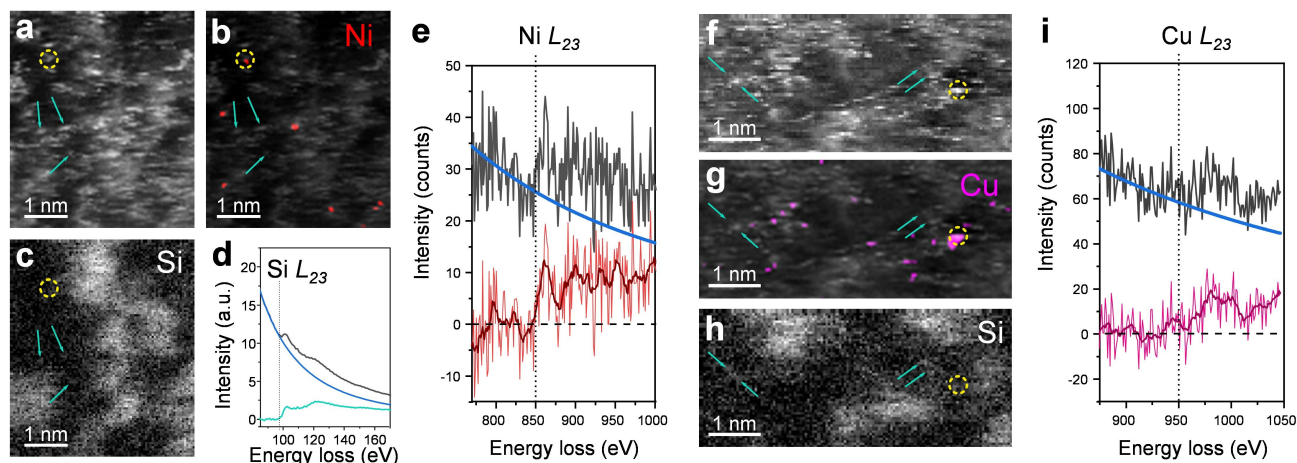 a
1 nm
b
Ni
1 nm
c
Si
1 nm
d
Si L23
Intensity (a.u.)
20
15
10
5
0
100 120 140 160
Energy loss (eV)
e
Ni L23
Intensity (counts)
50
40
30
20
10
0
-10
800 850 900 950 1000
Energy loss (eV)
f
1 nm
g
Cu
1 nm
h
Si
1 nm
i
Cu L23
Intensity (counts)
120
100
80
60
40
20
0
-20
900 950 1000 1050
Energy loss (eV)